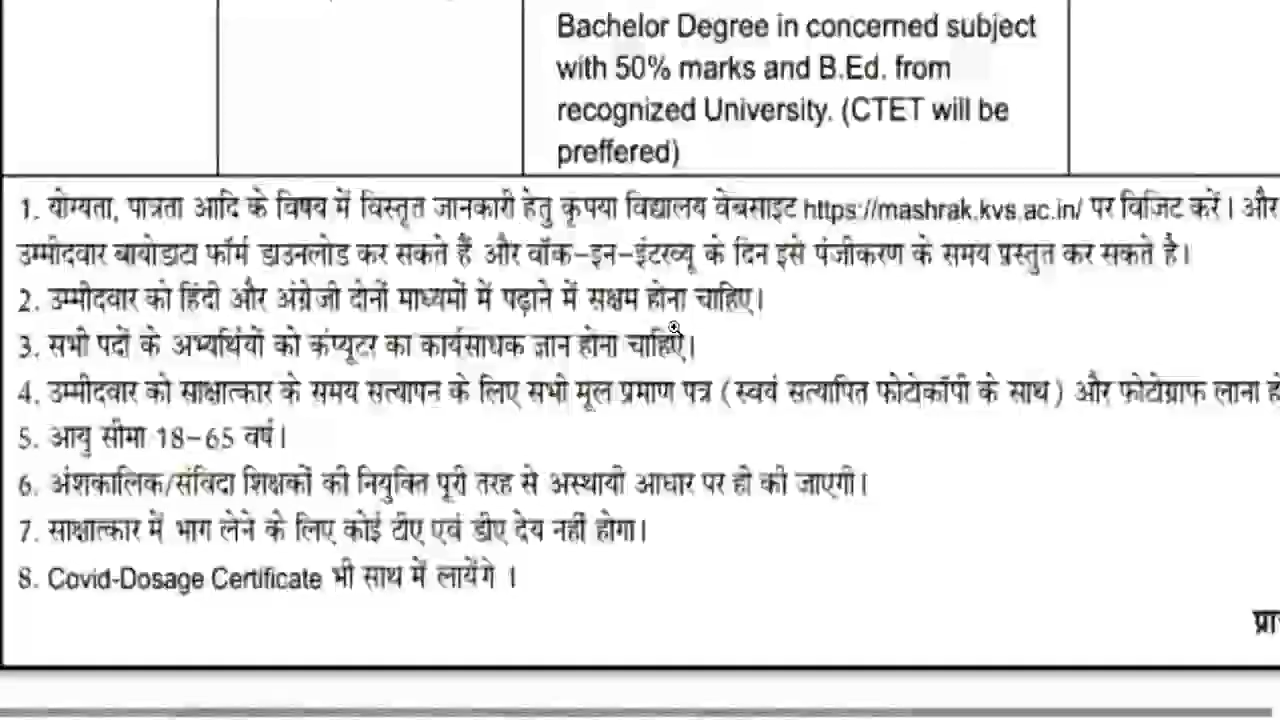 Bachelor Degree in concerned subject
with 50% marks and B.Ed. from
recognized University. (CTET will be
preffered)
1. योग्यता, पात्रता आदि के विषय में विस्तृत जानकारी हेतु कृपया विद्यालय वेबसाइट https://mashrak.kvs.ac.in/ पर विजिट करें। और
उम्मीदवार बायोडाटा फॉर्म डाउनलोड कर सकते हैं और वॉक-इन-इंटरव्यू के दिन इसे पंजीकरण के समय प्रस्तुत कर सकते है।
2. उम्मीदवार को हिंदी और अंग्रेजी दोनों माध्यमों में पढ़ाने में सक्षम होना चाहिए।
3. सभी पदों के अभ्यर्थियों को कंप्यूटर का कार्यसाधक ज्ञान होना चाहिऐ।
4. उम्मीदवार को साक्षात्कार के समय सत्यापन के लिए सभी मूल प्रमाण पत्र (स्वयं सत्यापित फोटोकॉपी के साथ) और फोटोग्राफ लाना
5. आयु सीमा 18-65 वर्ष।
6. अंशकालिक/संविदा शिक्षकों की नियुक्ति पूरी तरह से अस्थायी आधार पर ही की जाएगी।
7. साक्षात्कार में भाग लेने के लिए कोई टीए एवं डीए देय नहीं होगा।
8. Covid-Dosage Certificate भी साथ में लायेंगे ।